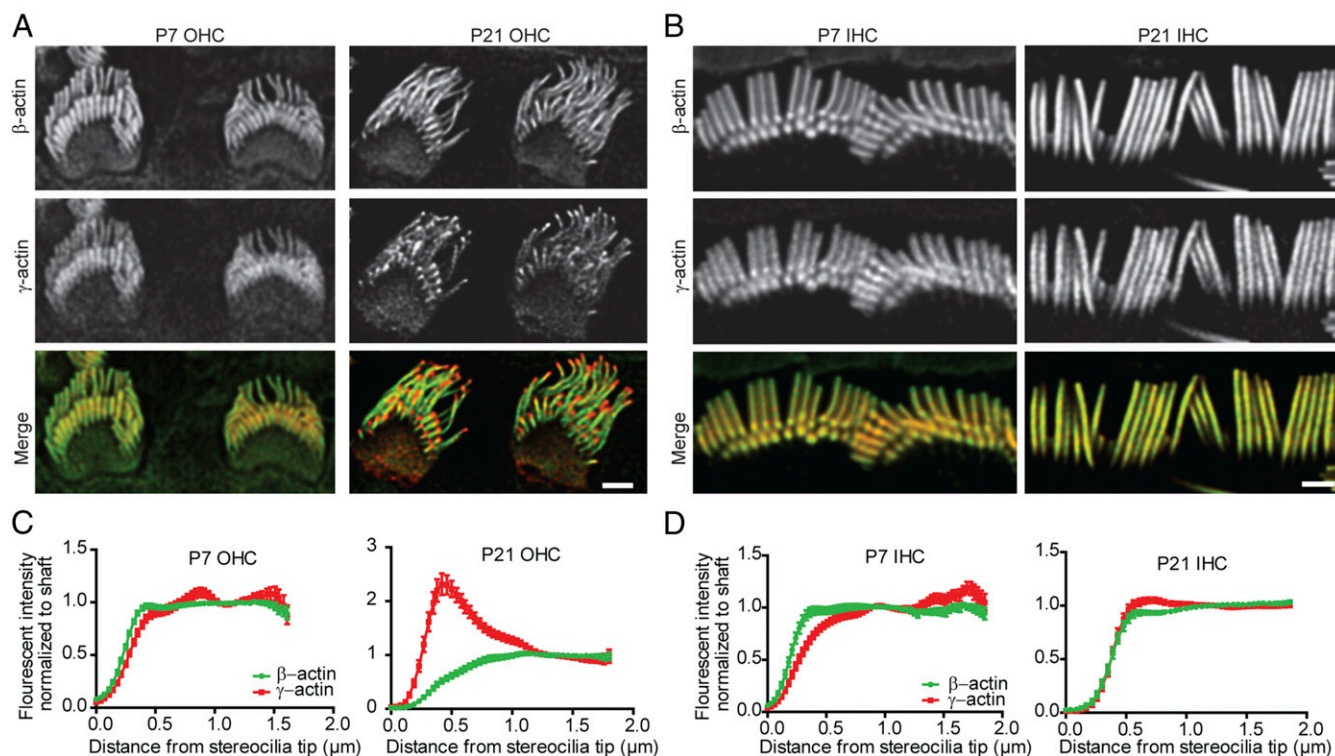 A
P7 OHC
P21 OHC
B
P7 IHC
P21 IHC
β-actin
γ-actin
Merge
β-actin
γ-actin
Merge
C
P7 OHC
Flourescent intensity
normalized to shaft
1.5
1.0
0.5
0.0
0.0 0.5 1.0 1.5 2.0
β-actin
γ-actin
Distance from stereocilia tip (μm)
P21 OHC
3
2
1
0
0.0 0.5 1.0 1.5 2.0
Distance from stereocilia tip (μm)
D
P7 IHC
Flourescent intensity
normalized to shaft
1.5
1.0
0.5
0.0
0.0 0.5 1.0 1.5 2.0
β-actin
γ-actin
Distance from stereocilia tip (μm)
P21 IHC
1.5
1.0
0.5
0
0.0 0.5 1.0 1.5 2.0
Distance from stereocilia tip (μm)